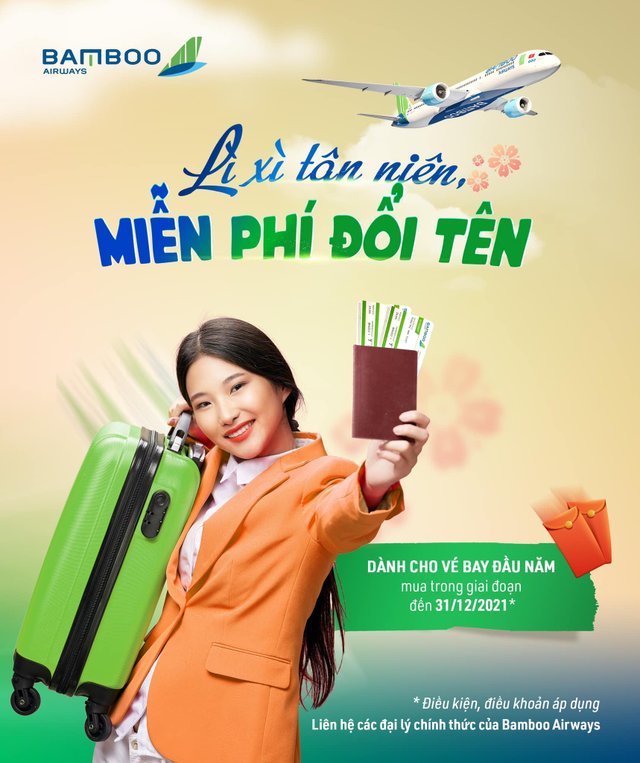 BAMBOO
AIRWAYS
Lì xì tân niên,
MIỄN PHÍ ĐỔI TÊN
DÀNH CHO VÉ BAY ĐẦU NĂM
mua trong giai đoạn
đến 31/12/2021*
* Điều kiện, điều khoản áp dụng
Liên hệ các đại lý chính thức của Bamboo Airways